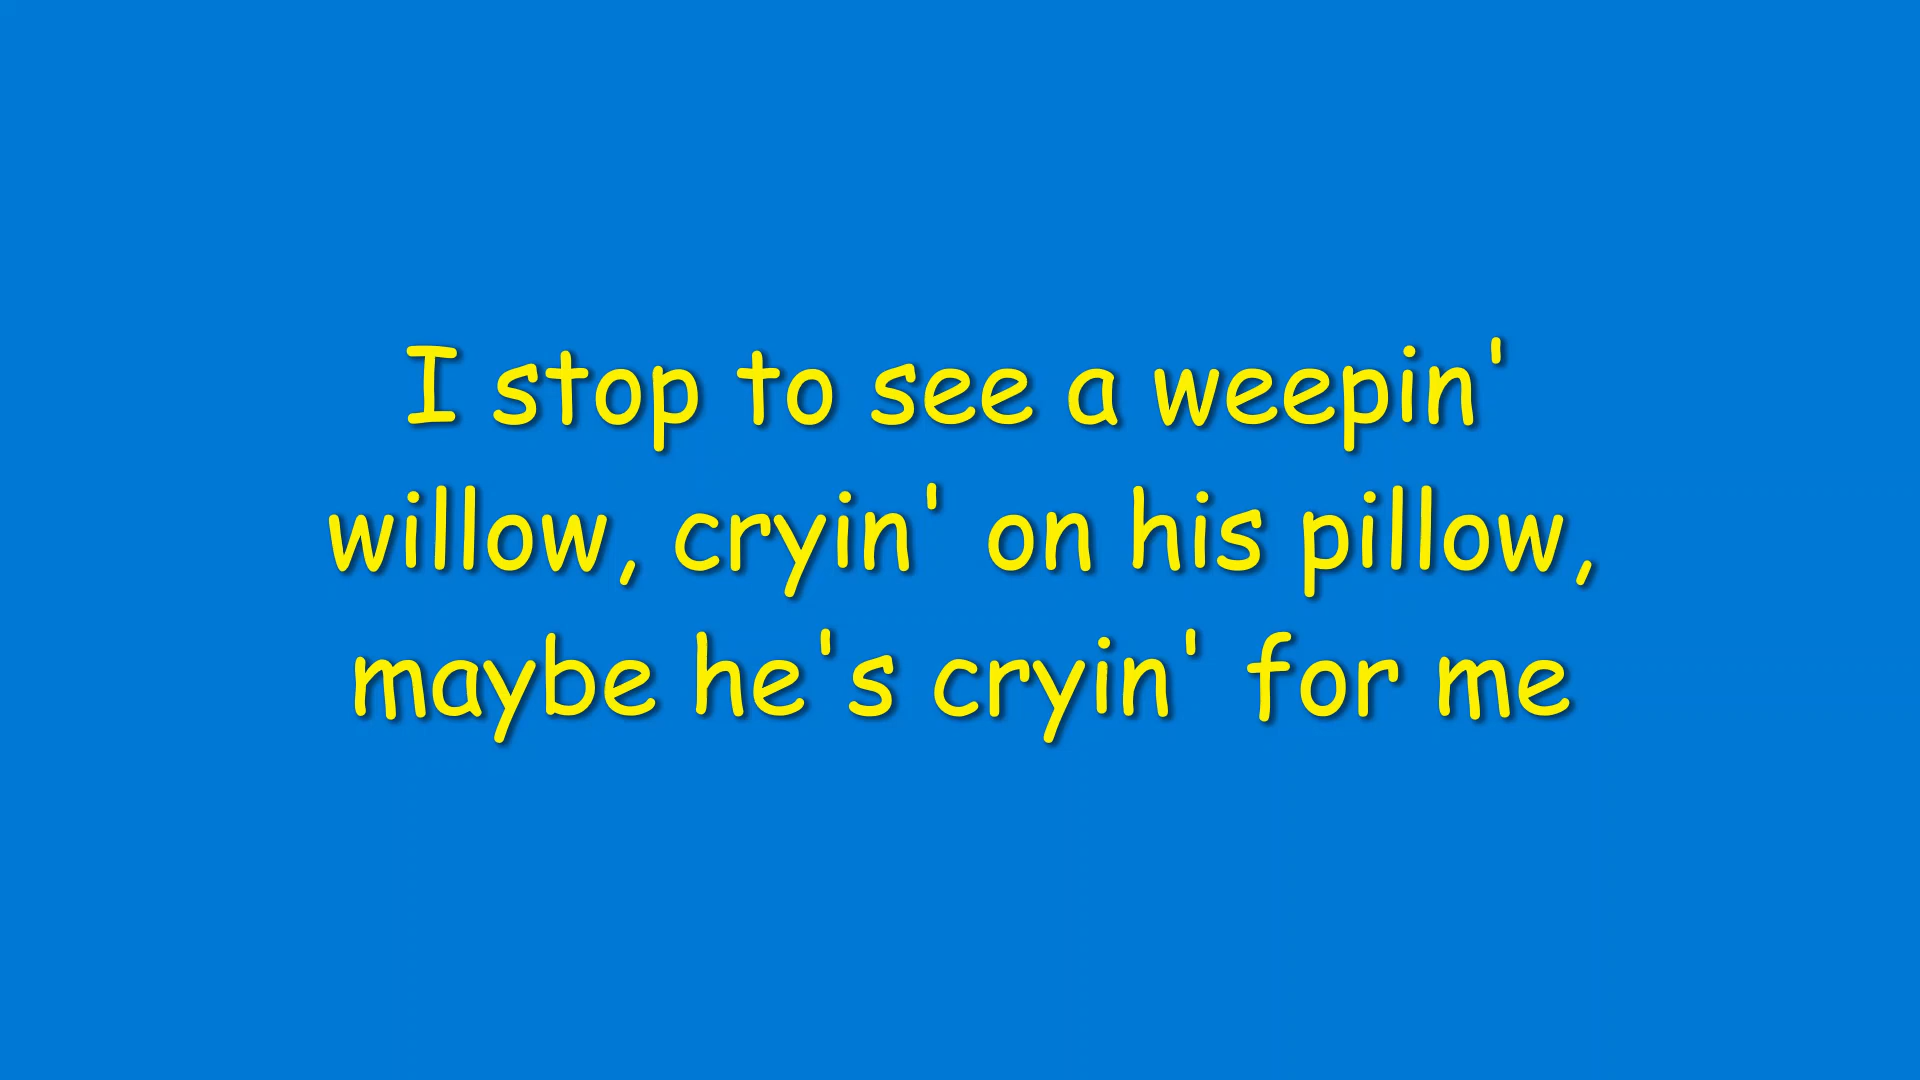 I stop to see a weepin'
willow, cryin' on his pillow,
maybe he's cryin' for me